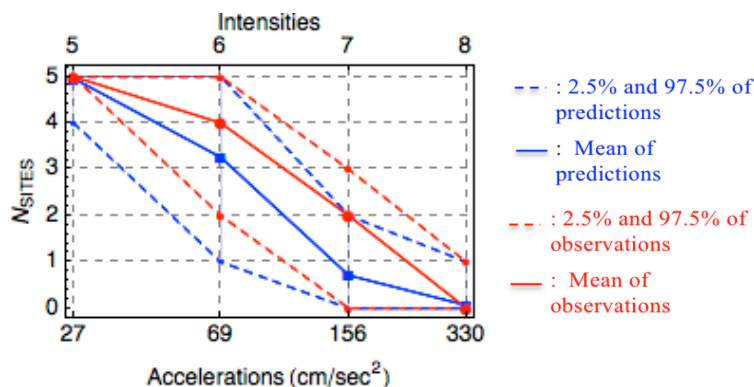 Intensities
5 6 7 8
5
4
3
2
1
0
N_SITES
27 69 156 330
Accelerations (cm/sec²)
: 2.5% and 97.5% of
predictions
: Mean of
predictions
: 2.5% and 97.5% of
observations
: Mean of
observations